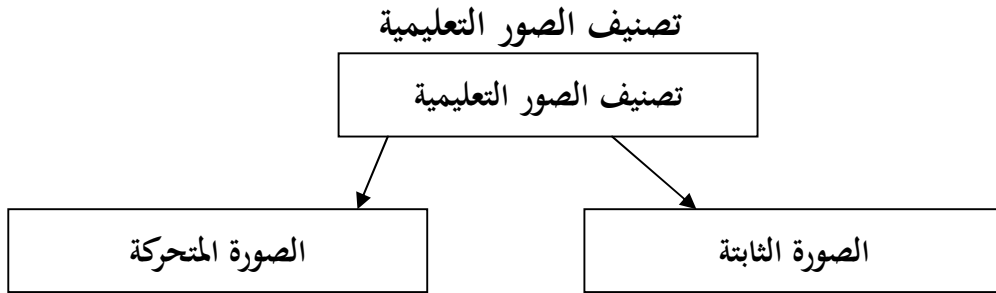 تصنيف الصور التعليمية
تصنيف الصور التعليمية
الصورة الثابتة
الصورة المتحركة